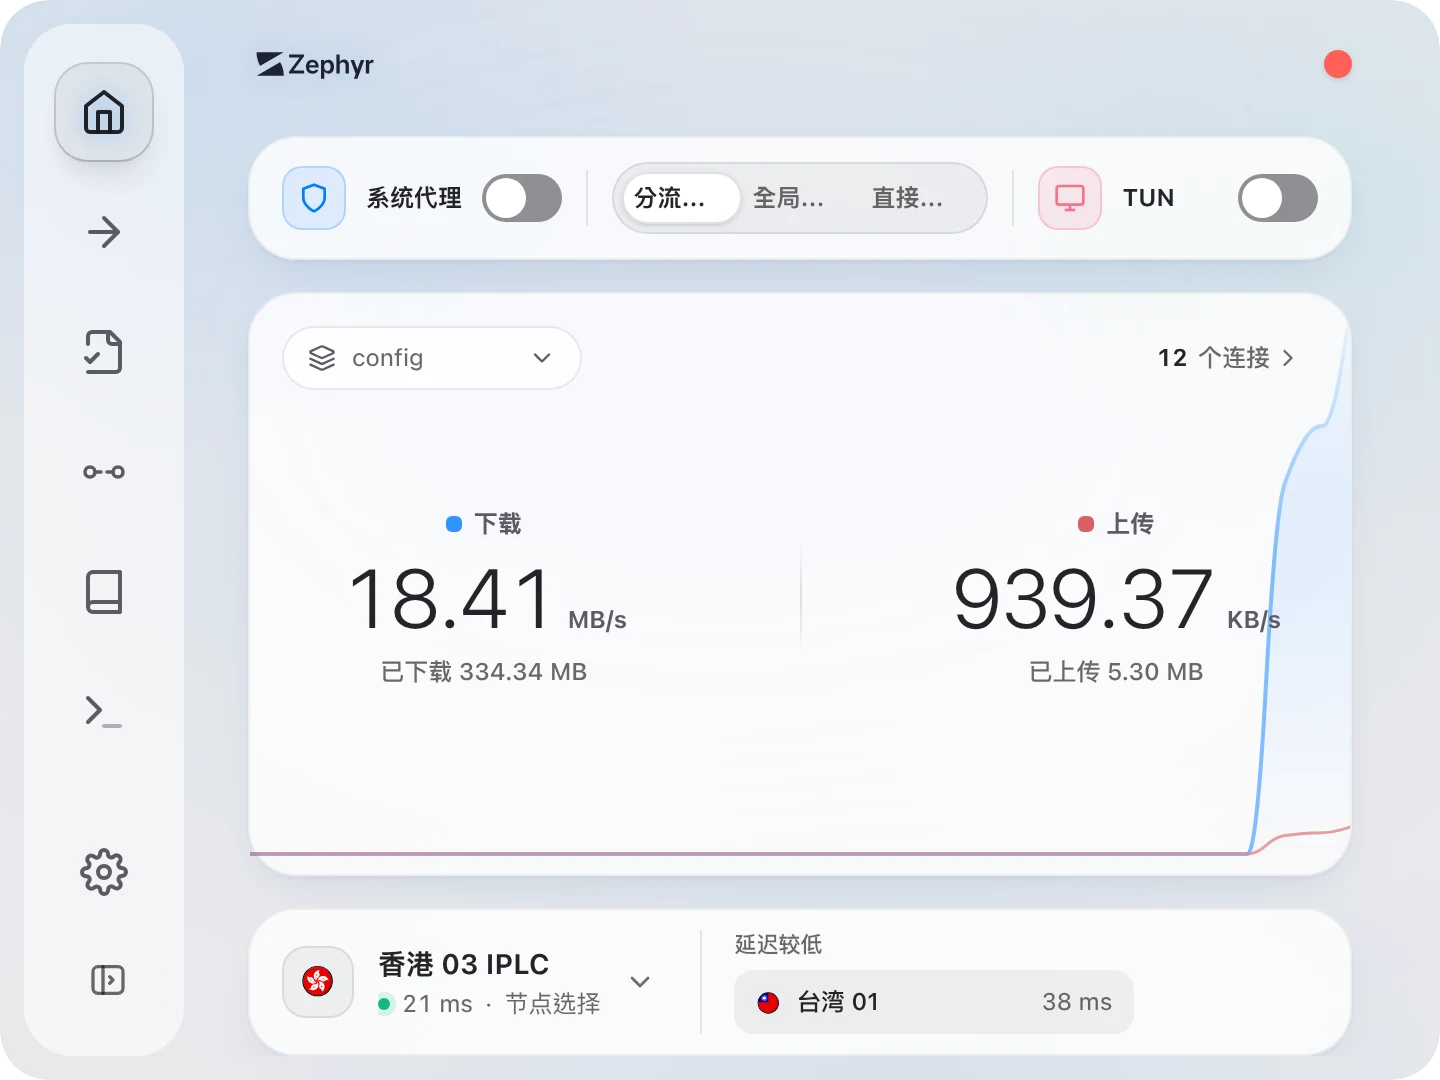 Zephyr
系统代理
分流...
全局...
直接...
TUN
config
12 个连接
下载
18.41 MB/s
已下载 334.34 MB
上传
939.37 KB/s
已上传 5.30 MB
香港 03 IPLC
21 ms · 节点选择
延迟较低
台湾 01
38 ms